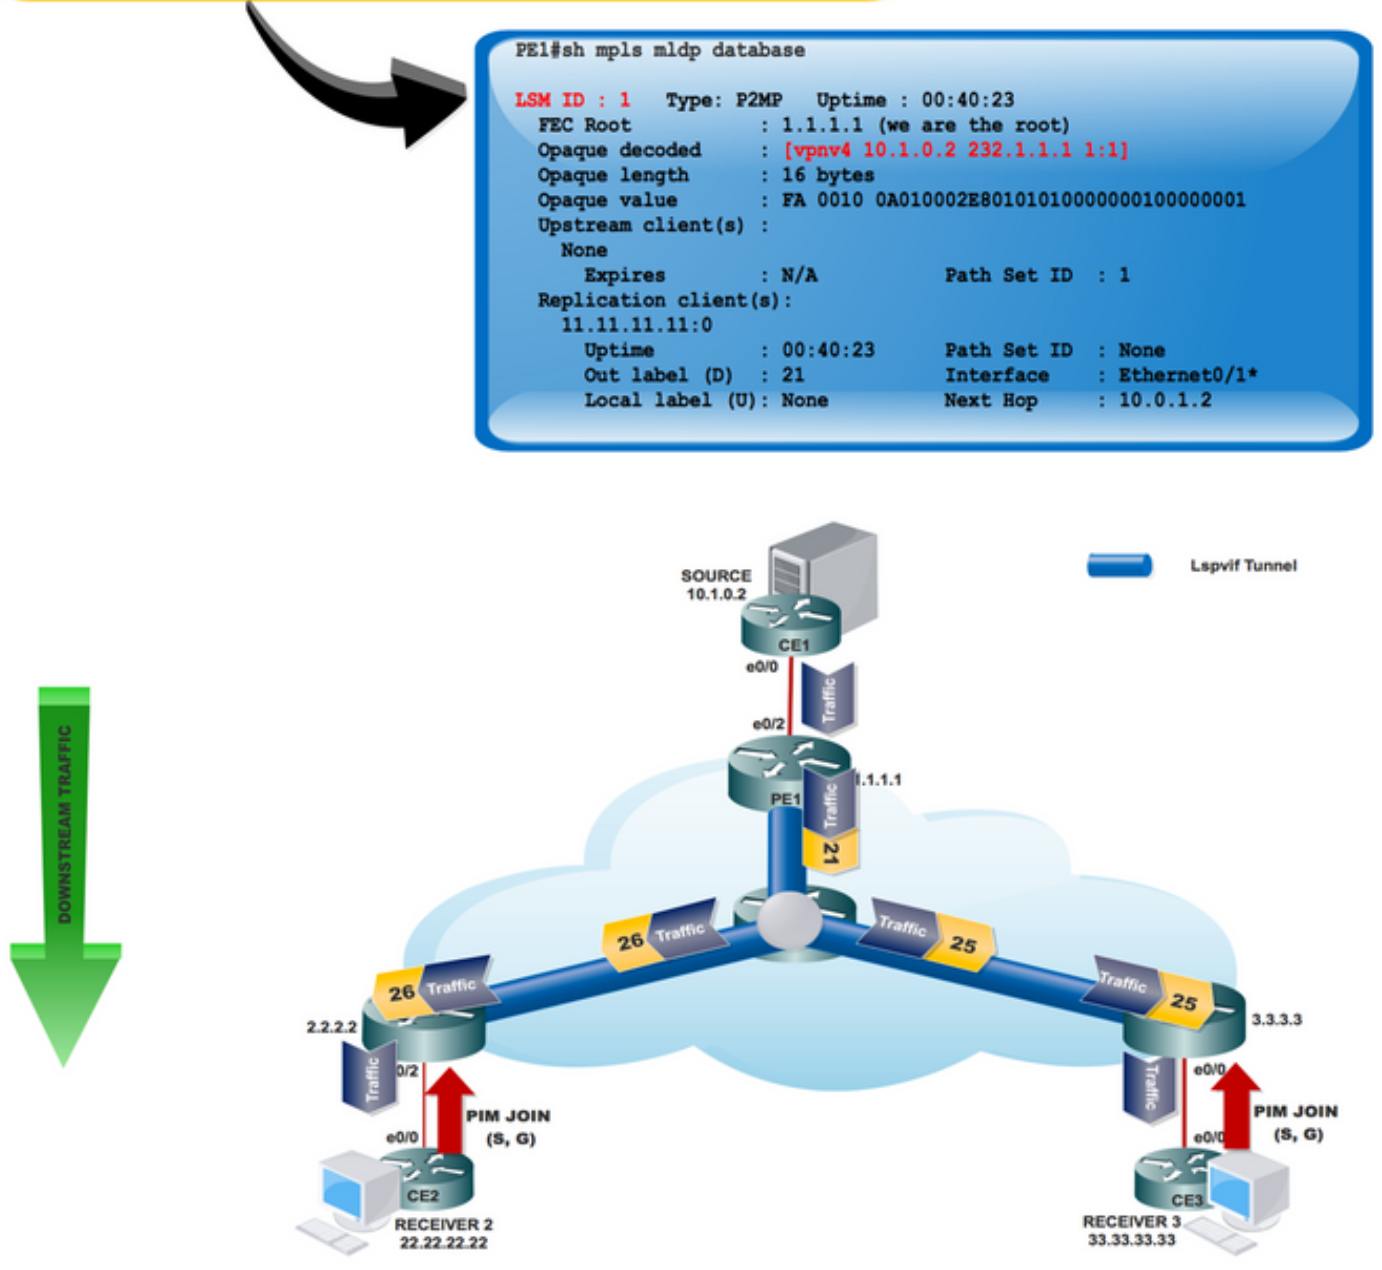 PE1#sh mpls mldp database
LSM ID : 1   Type: P2MP   Uptime : 00:40:23
FEC Root : 1.1.1.1 (we are the root)
Opaque decoded : [vpnv4 10.1.0.2 232.1.1.1 1:1]
Opaque length : 16 bytes
Opaque value : FA 0010 0A010002E80101010000000100000001
Upstream client(s) :
None
Expires : N/A   Path Set ID : 1
Replication client(s):
11.11.11.11:0
Uptime : 00:40:23   Path Set ID : None
Out label (D) : 21   Interface : Ethernet0/1*
Local label (U): None   Next Hop : 10.0.1.2
Lspvif Tunnel
SOURCE
10.1.0.2
CE1
e0/0
Traffic
e0/2
.1.1.1
PE1
Traffic
21
DOWNSTREAM TRAFFIC
26 Traffic
Traffic 25
26 Traffic
Traffic 25
2.2.2.2
3.3.3.3
Traffic
0/2
Traffic
e0/0
PIM JOIN
(S, G)
PIM JOIN
(S, G)
e0/0
e0/0
CE2
CE3
RECEIVER 2
22.22.22.22
RECEIVER 3
33.33.33.33